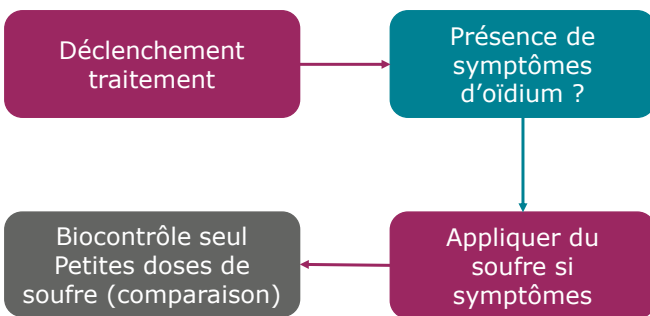 Déclenchement
traitement
Présence de
symptômes
d'oïdium ?
Appliquer du
soufre si
symptômes
Biocontrôle seul
Petites doses de
soufre (comparaison)